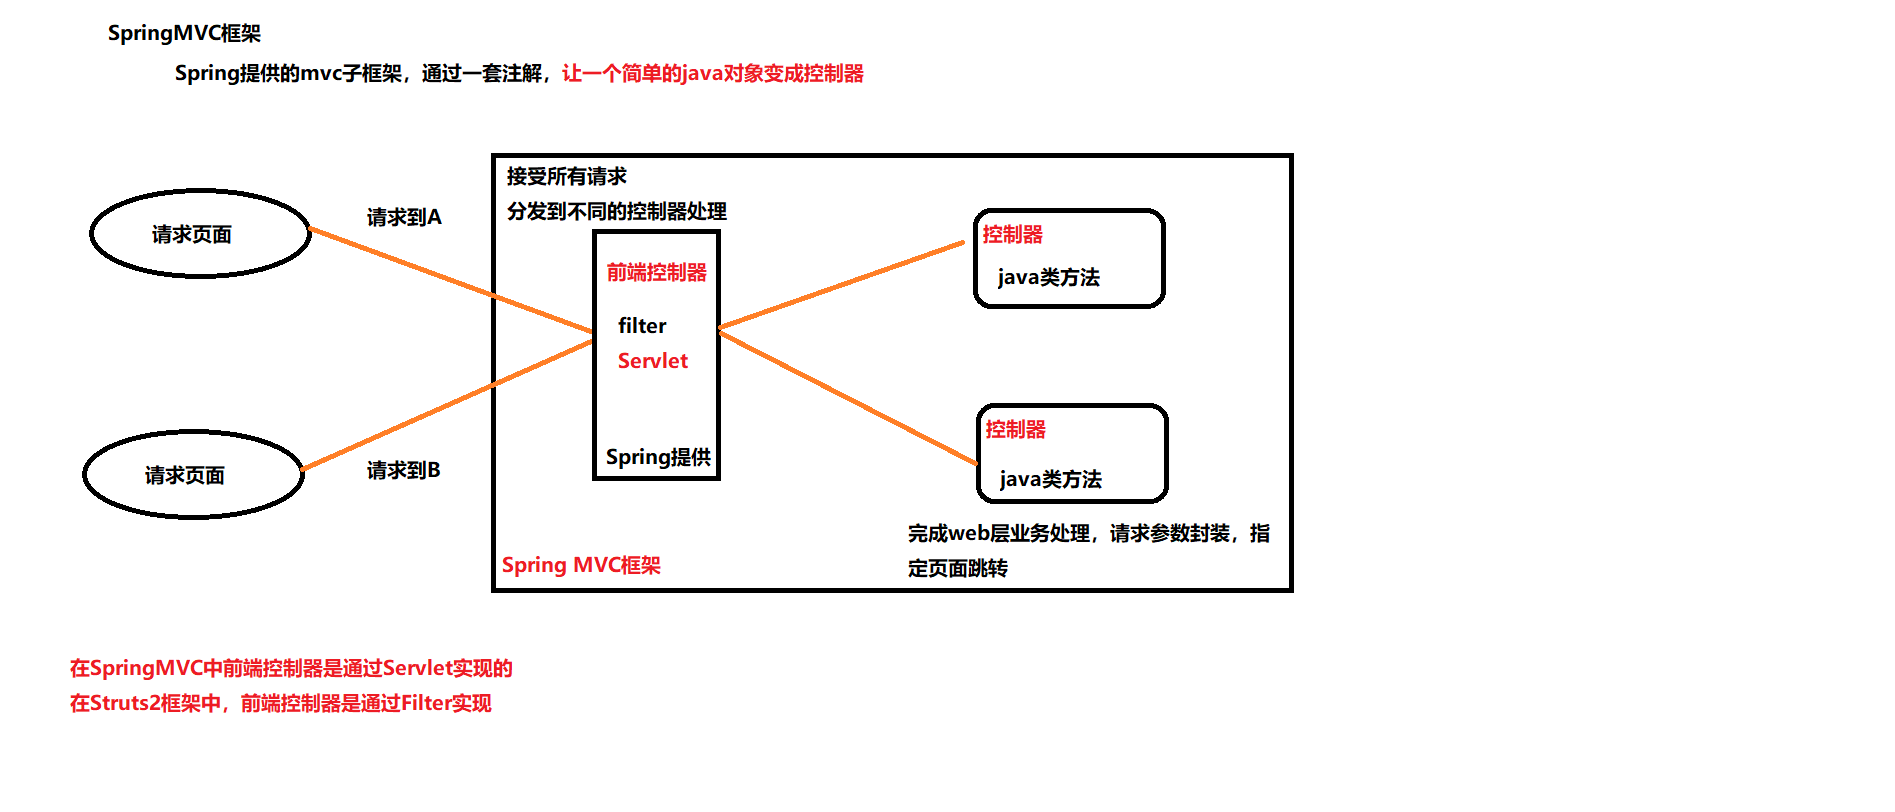 SpringMVC框架
Spring提供的mvc子框架，通过一套注解，让一个简单的java对象变成控制器
接受所有请求
分发到不同的控制器处理
请求页面
请求到A
前端控制器
filter
Servlet
Spring提供
控制器
java类方法
请求页面
请求到B
控制器
java类方法
完成web层业务处理，请求参数封装，指
定页面跳转
Spring MVC框架
在SpringMVC中前端控制器是通过Servlet实现的
在Struts2框架中，前端控制器是通过Filter实现